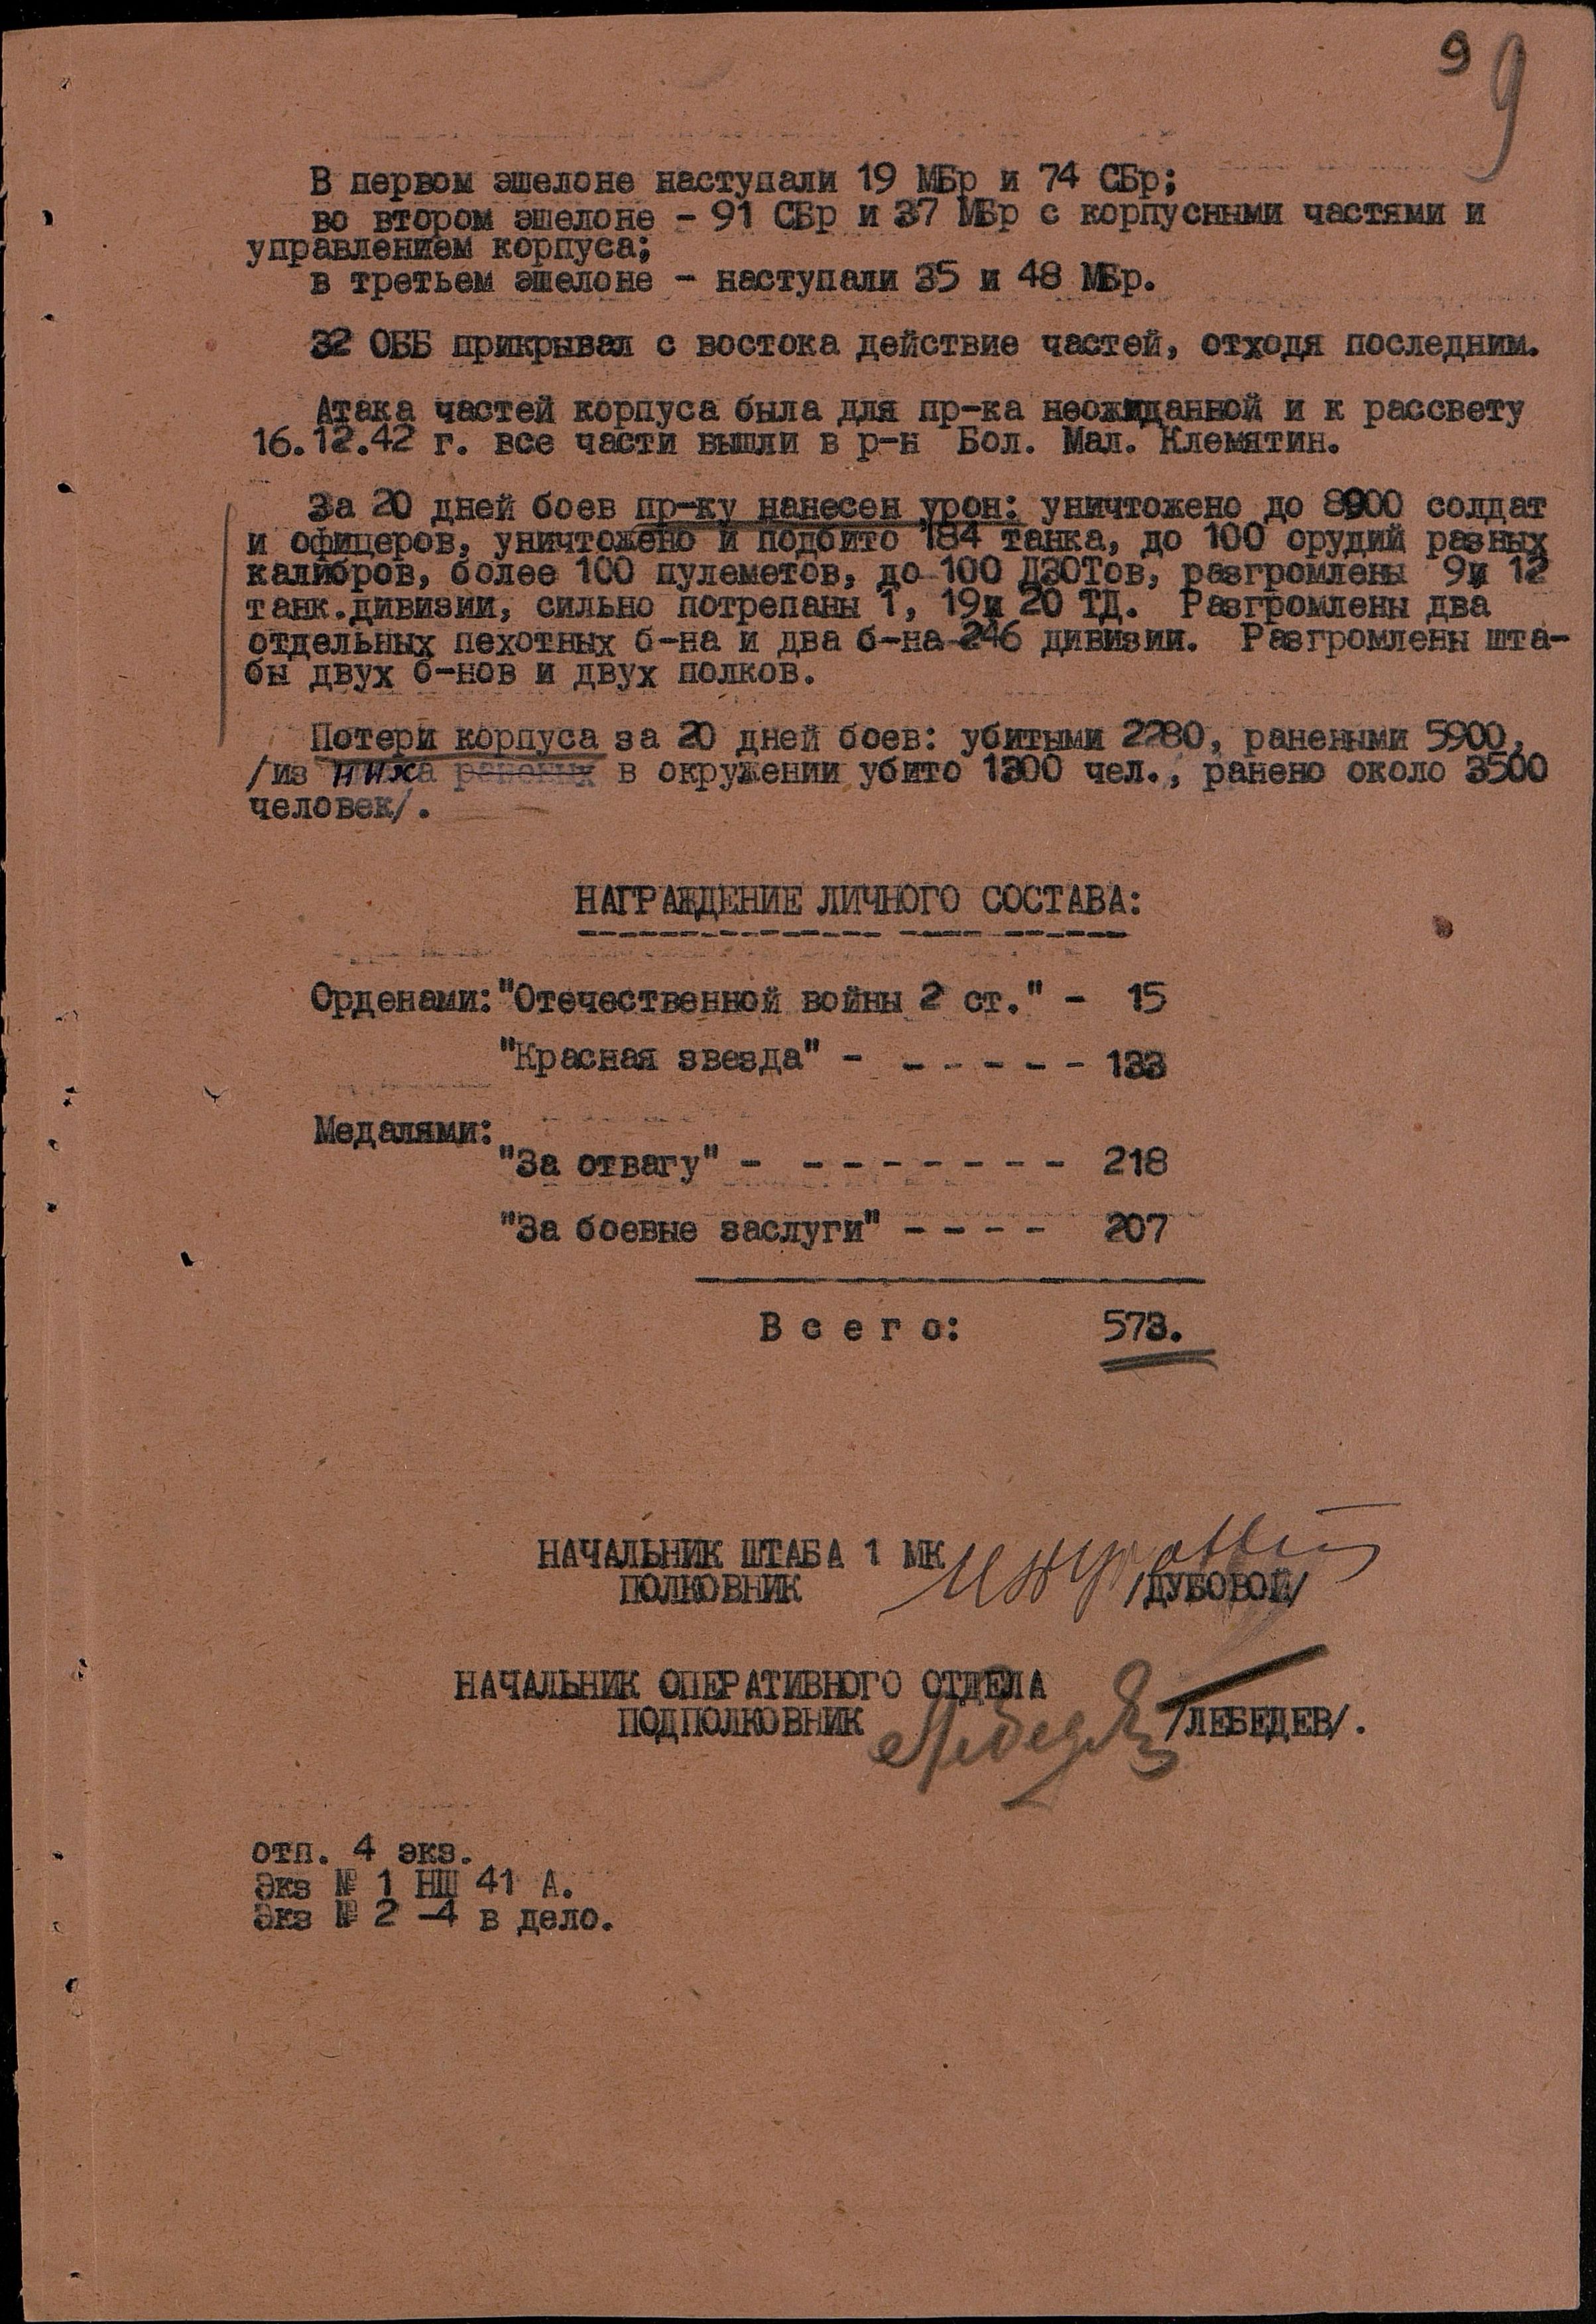 9 9
В первом эшелоне наступали 19 МБр и 74 СБр;
во втором эшелоне - 91 СБр и 37 МБр с корпусными частями и
управлением корпуса;
в третьем эшелоне - наступали 35 и 48 МБр.
32 ОББ прикрывал с востока действие частей, отходя последним.
Атака частей корпуса была для пр-ка неожиданной и к рассвету
16.12.42 г. все части вышли в р-н Бол. Мал. Клемятин.
За 20 дней боев пр-ку нанесен урон: уничтожено до 8900 солдат
и офицеров, уничтожено и подбито 184 танка, до 100 орудий разных
калибров, более 100 пулеметов, до 100 ДЗОТов, разгромлены 9и 12
танк.дивизии, сильно потрепаны 1, 19и 20 ТД. Разгромлены два
отдельных пехотных б-на и два б-на 246 дивизии. Разгромлены шта-
бы двух б-нов и двух полков.
Потери корпуса за 20 дней боев: убитыми 2280, ранеными 5900,
/из них в окружении убито 1300 чел., ранено около 3500
человек/.
НАГРАЖДЕНИЕ ЛИЧНОГО СОСТАВА:
Орденами: "Отечественной войны 2 ст." - 15
"Красная звезда" - - - - - - 133
Медалями:
"За отвагу" - - - - - - - - 218
"За боевые заслуги" - - - - 207
Всего: 573.
НАЧАЛЬНИК ШТАБА 1 МК
ПОЛКОВНИК /ДУБОВОЙ/
НАЧАЛЬНИК ОПЕРАТИВНОГО ОТДЕЛА
ПОДПОЛКОВНИК Лебедев /ЛЕБЕДЕВ/.
отп. 4 экз.
Экз № 1 НШ 41 А.
Экз № 2 -4 в дело.